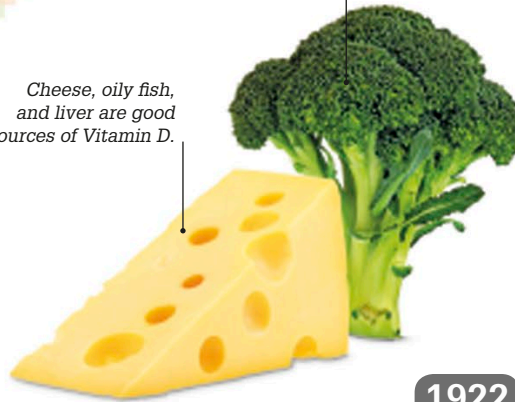 Cheese, oily fish,
and liver are good
ources of Vitamin D.
1922